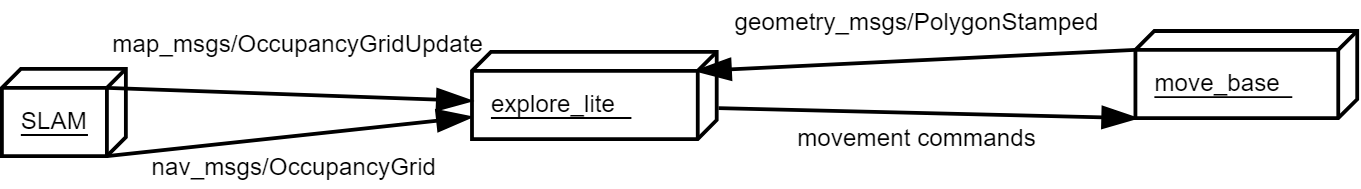 geometry_msgs/PolygonStamped
map_msgs/OccupancyGridUpdate
SLAM
explore_lite
move_base
movement commands
nav_msgs/OccupancyGrid